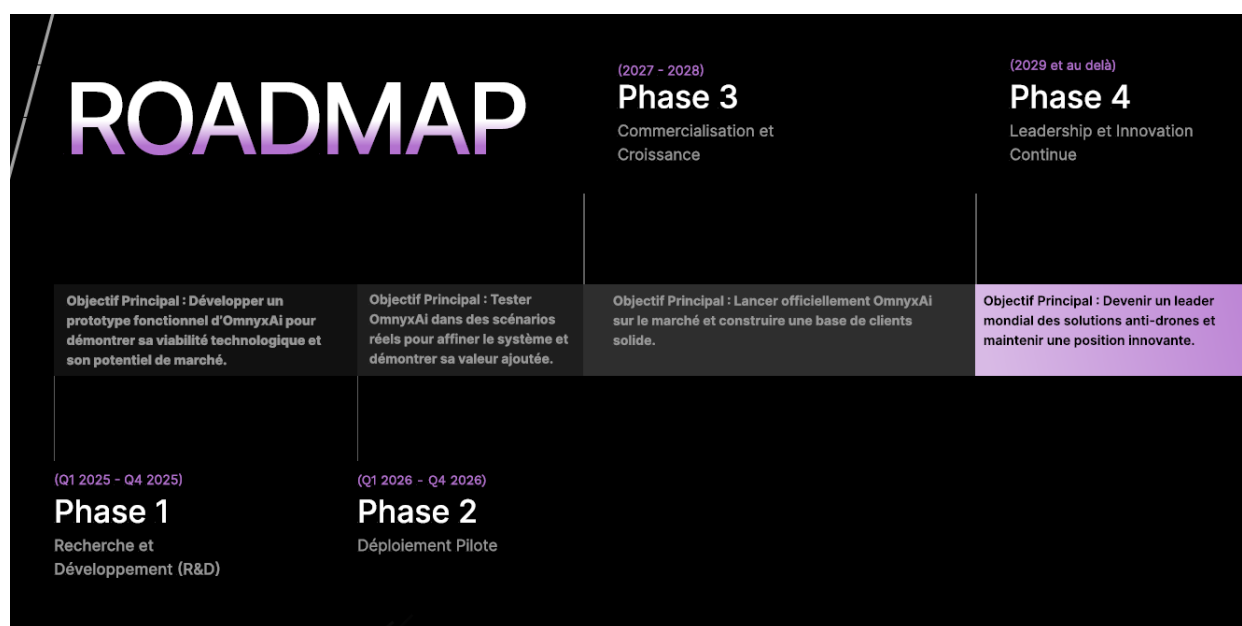 ROADMAP
(2027 - 2028)
Phase 3
Commercialisation et
Croissance
(2029 et au delà)
Phase 4
Leadership et Innovation
Continue
Objectif Principal : Développer un
prototype fonctionnel d'OmnyxAi pour
démontrer sa viabilité technologique et
son potentiel de marché.
Objectif Principal : Tester
OmnyxAi dans des scénarios
réels pour affiner le système et
démontrer sa valeur ajoutée.
Objectif Principal : Lancer officiellement OmnyxAi
sur le marché et construire une base de clients
solide.
Objectif Principal : Devenir un leader
mondial des solutions anti-drones et
maintenir une position innovante.
(Q1 2025 - Q4 2025)
Phase 1
Recherche et
Développement (R&D)
(Q1 2026 - Q4 2026)
Phase 2
Déploiement Pilote